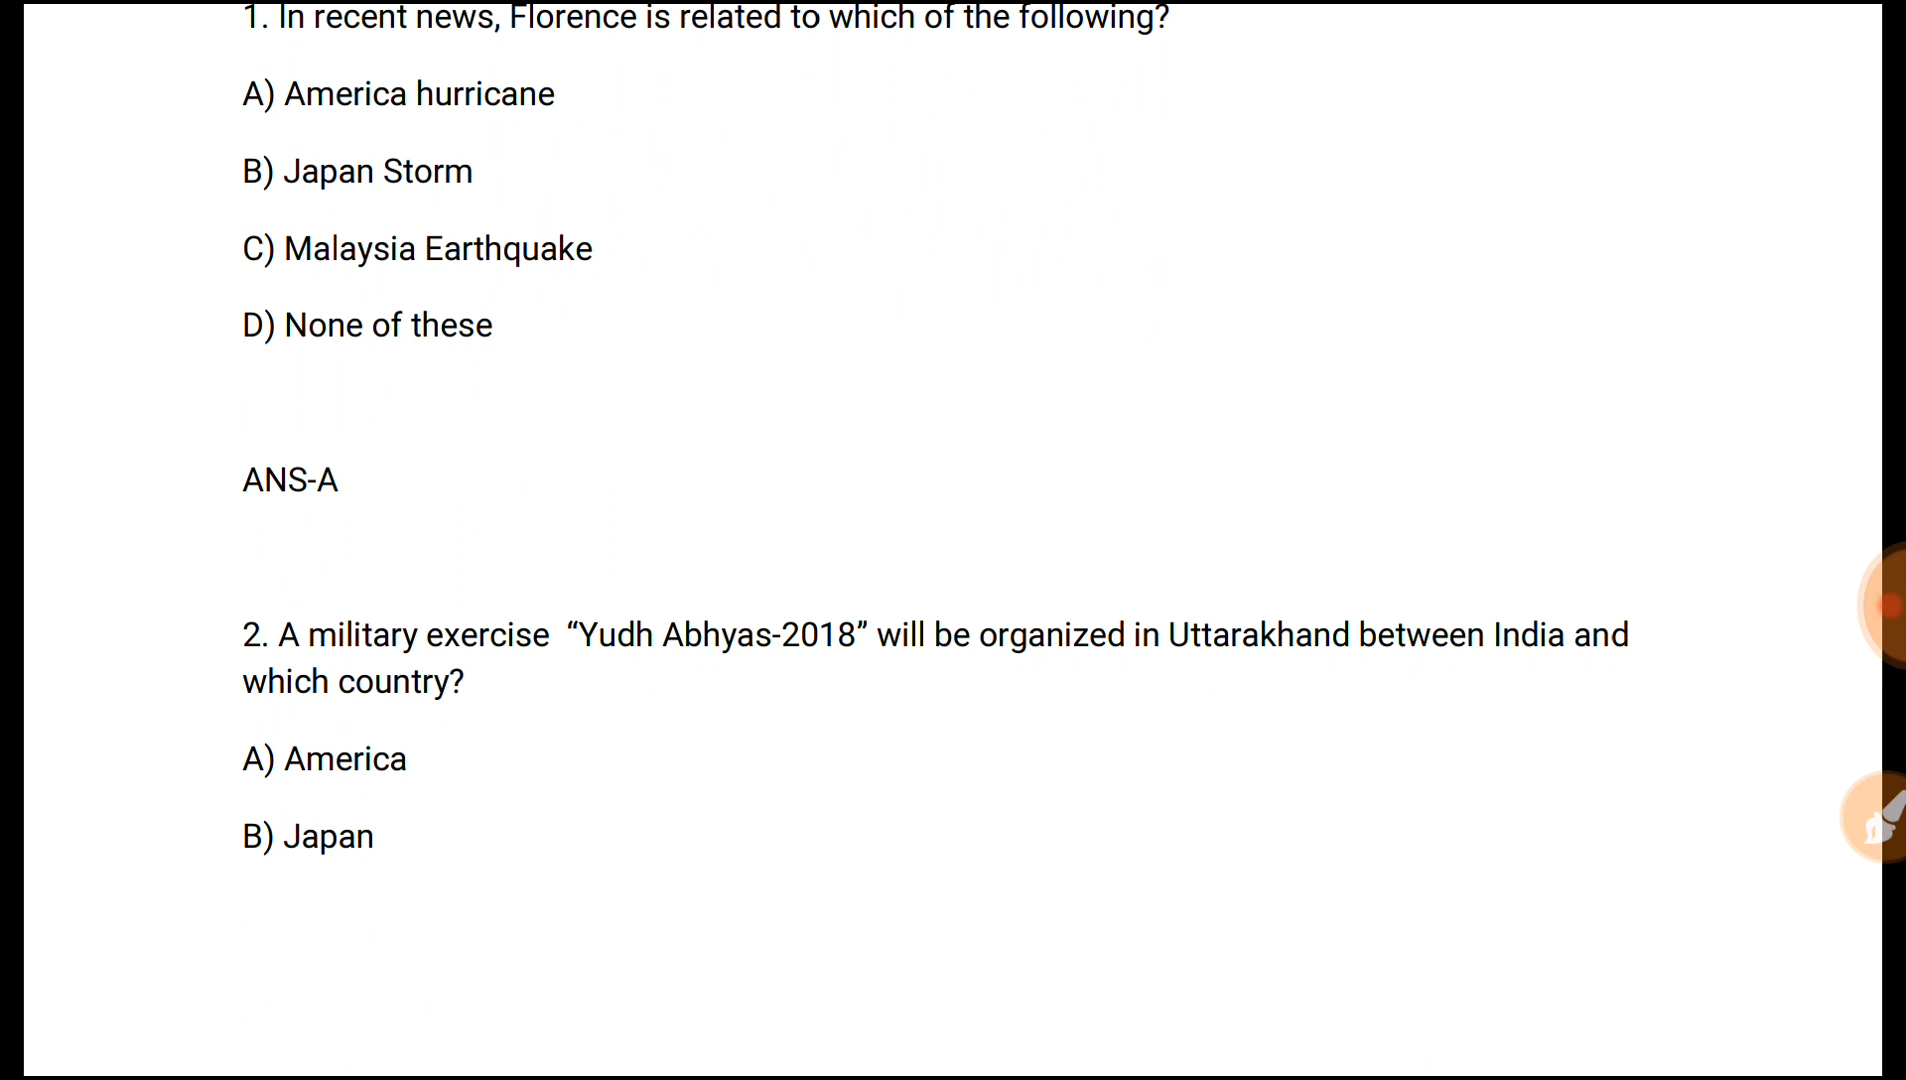 1. In recent news, Florence is related to which of the following?
A) America hurricane
B) Japan Storm
C) Malaysia Earthquake
D) None of these
ANS-A
2. A military exercise  “Yudh Abhyas-2018” will be organized in Uttarakhand between India and
which country?
A) America
B) Japan